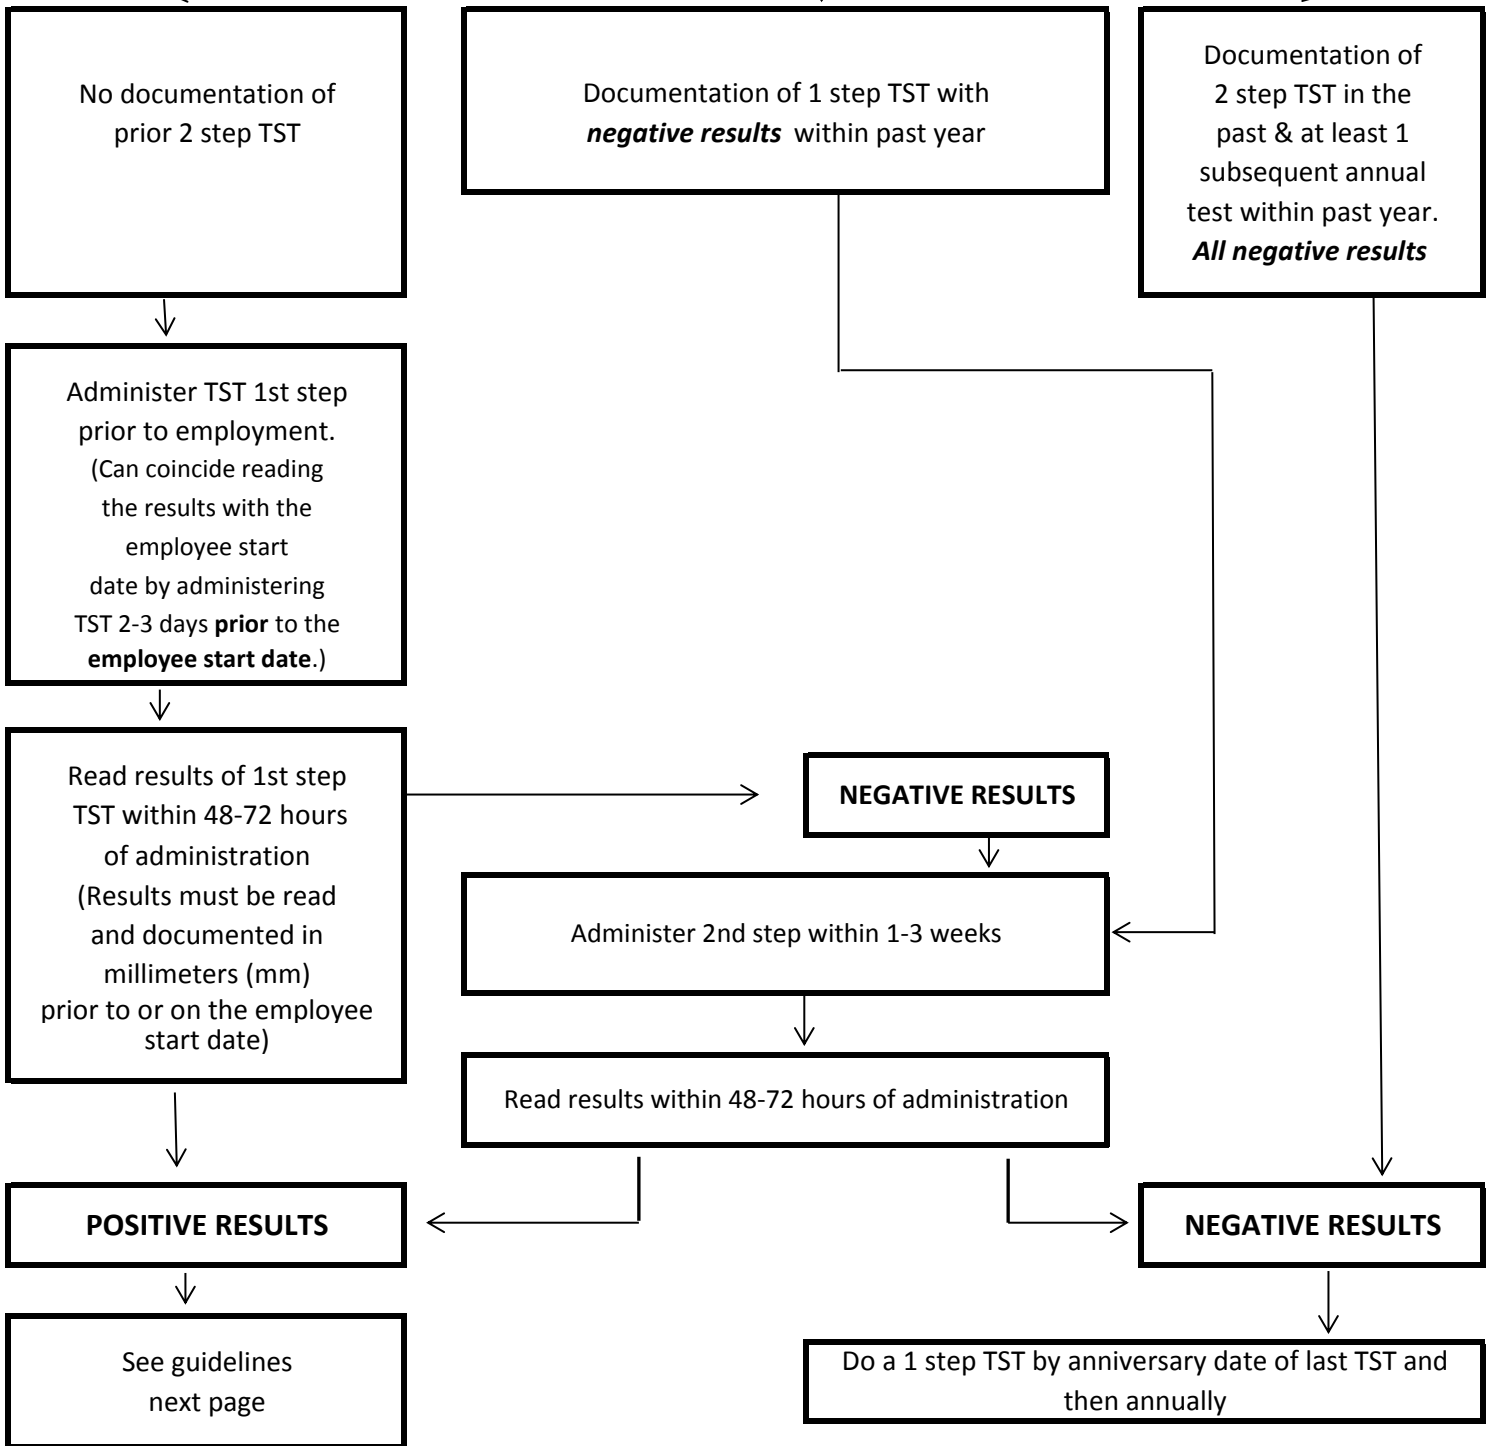 No documentation of
prior 2 step TST
Documentation of 1 step TST with
negative results within past year
Documentation of
2 step TST in the
past & at least 1
subsequent annual
test within past year.
All negative results
Administer TST 1st step
prior to employment.
(Can coincide reading
the results with the
employee start
date by administering
TST 2-3 days prior to the
employee start date.)
Read results of 1st step
TST within 48-72 hours
of administration
(Results must be read
and documented in
millimeters (mm)
prior to or on the employee
start date)
NEGATIVE RESULTS
Administer 2nd step within 1-3 weeks
Read results within 48-72 hours of administration
POSITIVE RESULTS
NEGATIVE RESULTS
See guidelines
next page
Do a 1 step TST by anniversary date of last TST and
then annually